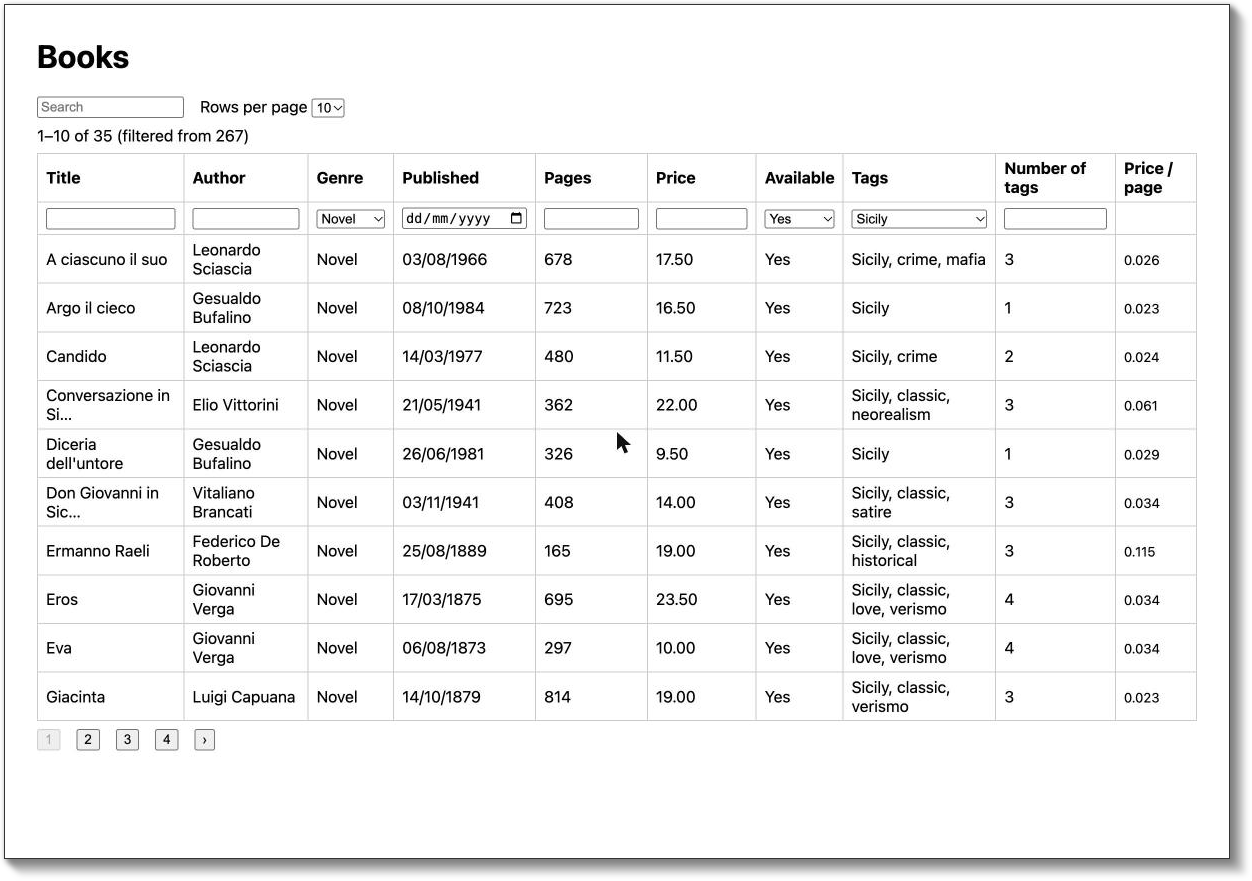 Books
Search Rows per page 10
1–10 of 35 (filtered from 267)
Title Author Genre Published Pages Price Available Tags Number of tags Price / page
Novel dd/mm/yyyy Yes Sicily
A ciascuno il suo Leonardo Sciascia Novel 03/08/1966 678 17.50 Yes Sicily, crime, mafia 3 0.026
Argo il cieco Gesualdo Bufalino Novel 08/10/1984 723 16.50 Yes Sicily 1 0.023
Candido Leonardo Sciascia Novel 14/03/1977 480 11.50 Yes Sicily, crime 2 0.024
Conversazione in Si... Elio Vittorini Novel 21/05/1941 362 22.00 Yes Sicily, classic, neorealism 3 0.061
Diceria dell'untore Gesualdo Bufalino Novel 26/06/1981 326 9.50 Yes Sicily 1 0.029
Don Giovanni in Sic... Vitaliano Brancati Novel 03/11/1941 408 14.00 Yes Sicily, classic, satire 3 0.034
Ermanno Raeli Federico De Roberto Novel 25/08/1889 165 19.00 Yes Sicily, classic, historical 3 0.115
Eros Giovanni Verga Novel 17/03/1875 695 23.50 Yes Sicily, classic, love, verismo 4 0.034
Eva Giovanni Verga Novel 06/08/1873 297 10.00 Yes Sicily, classic, love, verismo 4 0.034
Giacinta Luigi Capuana Novel 14/10/1879 814 19.00 Yes Sicily, classic, verismo 3 0.023
1 2 3 4 ›